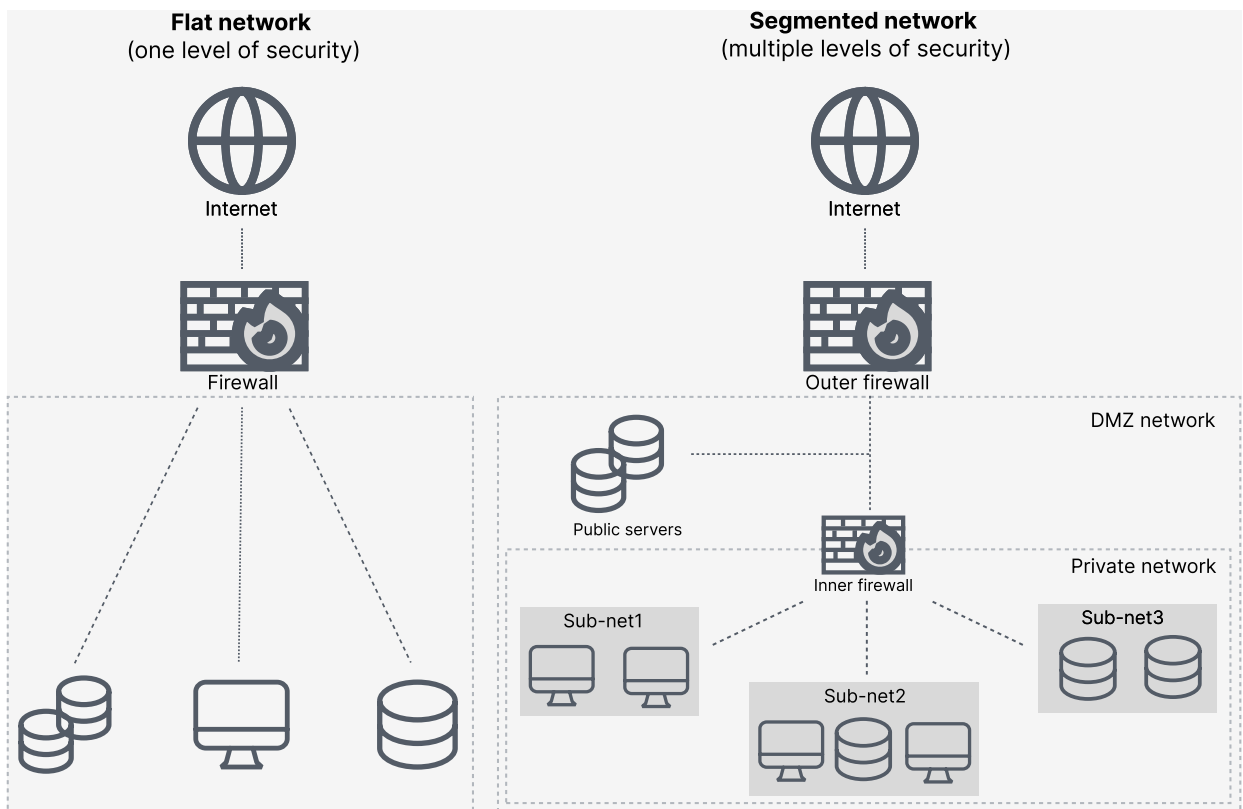 Flat network
(one level of security)
Internet
Firewall
Segmented network
(multiple levels of security)
Internet
Outer firewall
DMZ network
Public servers
Inner firewall
Private network
Sub-net1
Sub-net2
Sub-net3